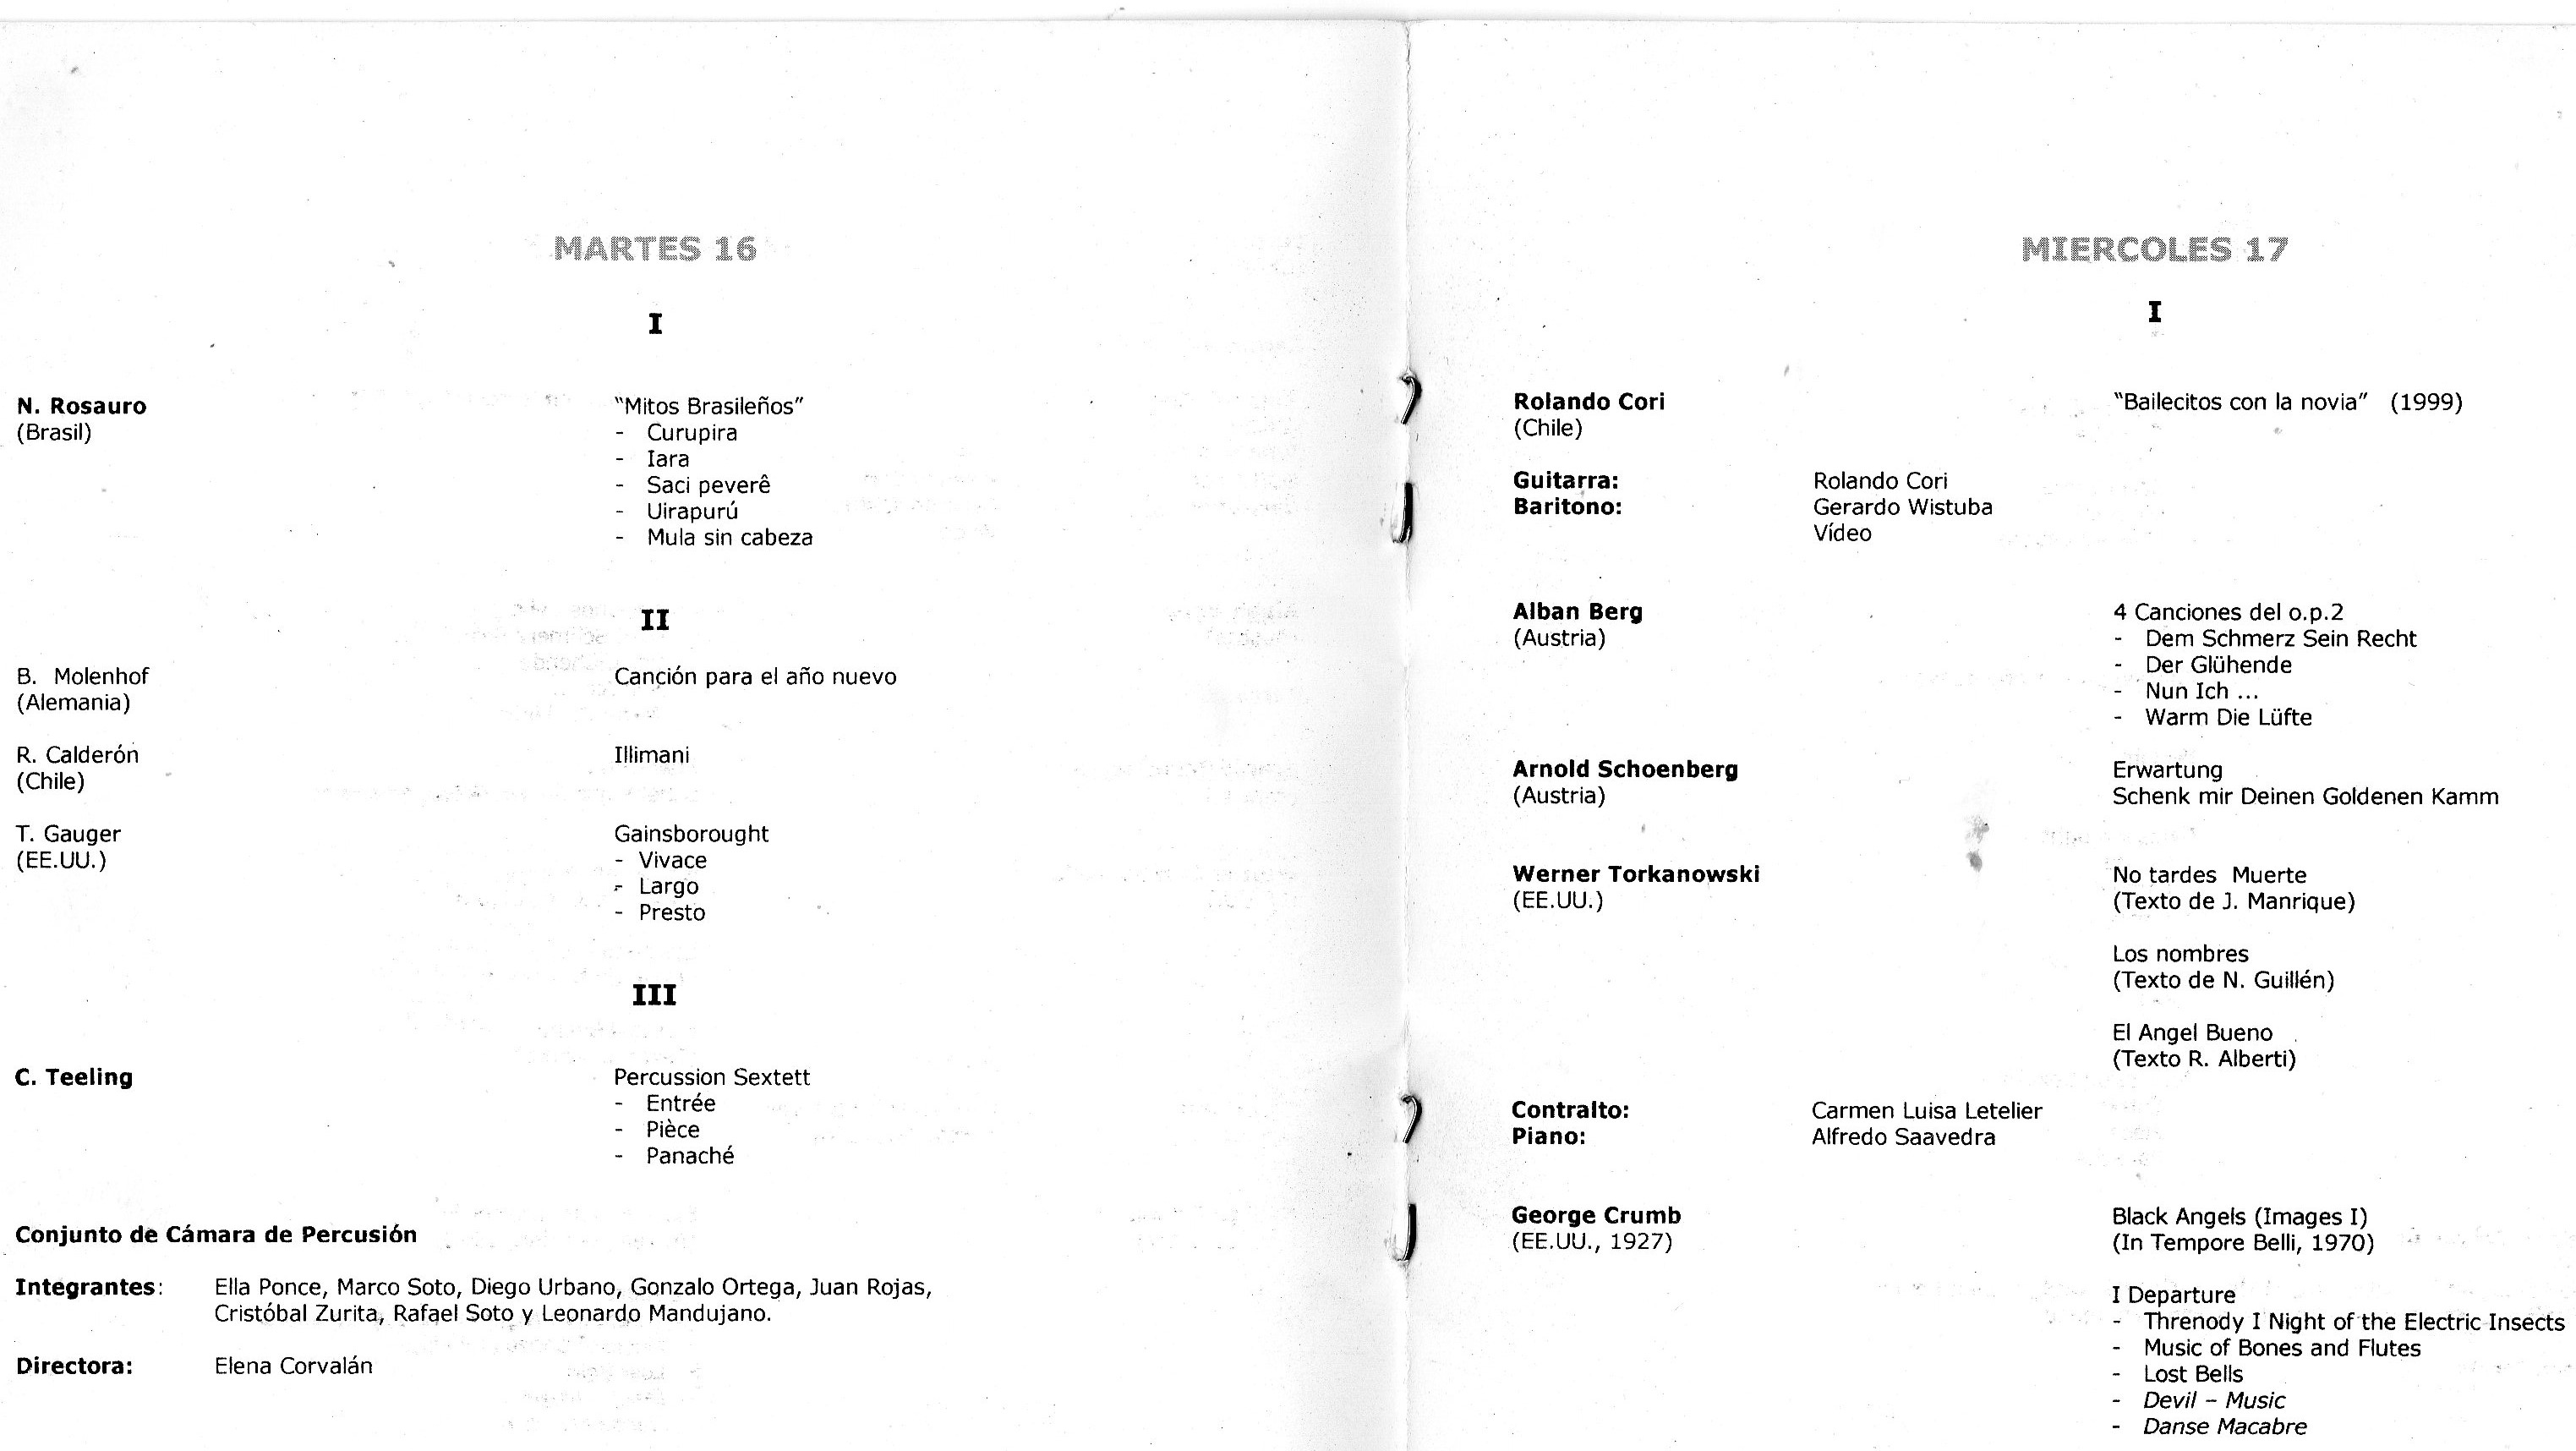 MARTES 16
I
N. Rosauro
(Brasil)
"Mitos Brasileños"
- Curupira
- Iara
- Saci peverê
- Uirapurú
- Mula sin cabeza
II
B. Molenhof
(Alemania)
Canción para el año nuevo
R. Calderón
(Chile)
Illimani
T. Gauger
(EE.UU.)
Gainsborought
- Vivace
- Largo
- Presto
III
C. Teeling
Percussion Sextett
- Entrée
- Pièce
- Panaché
Conjunto de Cámara de Percusión
Integrantes: Ella Ponce, Marco Soto, Diego Urbano, Gonzalo Ortega, Juan Rojas,
Cristóbal Zurita, Rafael Soto y Leonardo Mandujano.
Directora: Elena Corvalán
MIERCOLES 17
I
Rolando Cori
(Chile)
"Bailecitos con la novia" (1999)
Guitarra: Rolando Cori
Baritono: Gerardo Wistuba
Vídeo
Alban Berg
(Austria)
4 Canciones del o.p.2
- Dem Schmerz Sein Recht
- Der Glühende
- Nun Ich ...
- Warm Die Lüfte
Arnold Schoenberg
(Austria)
Erwartung
Schenk mir Deinen Goldenen Kamm
Werner Torkanowski
(EE.UU.)
No tardes Muerte
(Texto de J. Manrique)
Los nombres
(Texto de N. Guillén)
El Angel Bueno
(Texto R. Alberti)
Contralto: Carmen Luisa Letelier
Piano: Alfredo Saavedra
George Crumb
(EE.UU., 1927)
Black Angels (Images I)
(In Tempore Belli, 1970)
I Departure
- Threnody I Night of the Electric Insects
- Music of Bones and Flutes
- Lost Bells
- Devil – Music
- Danse Macabre